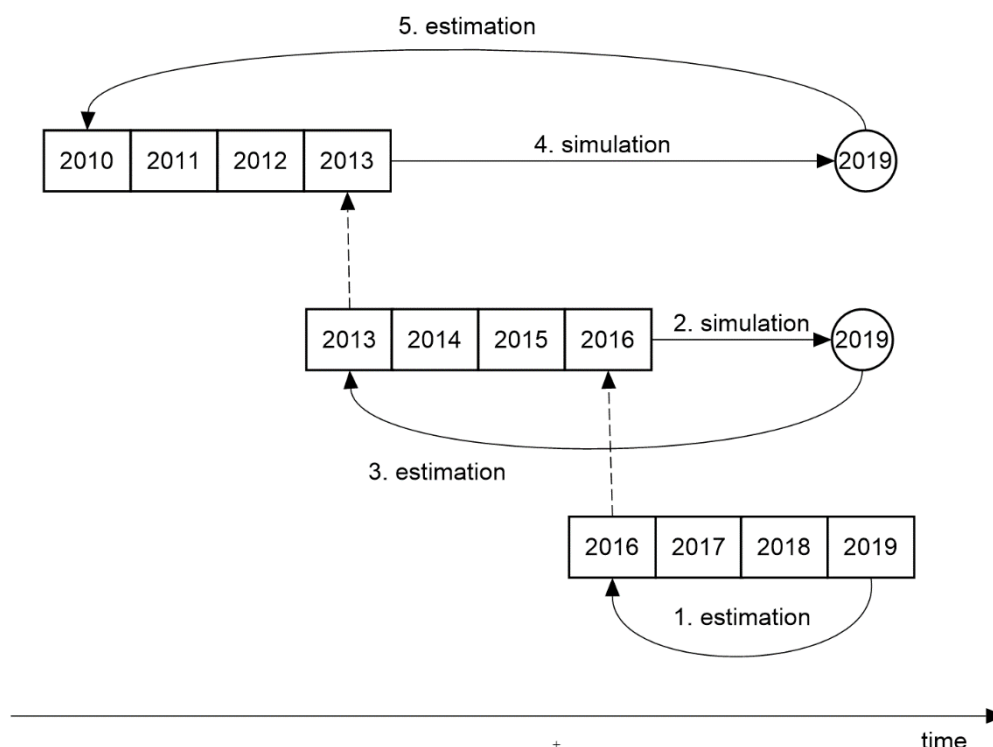 5. estimation
2010 2011 2012 2013 4. simulation 2019
2013 2014 2015 2016 2. simulation 2019
3. estimation
2016 2017 2018 2019
1. estimation
time